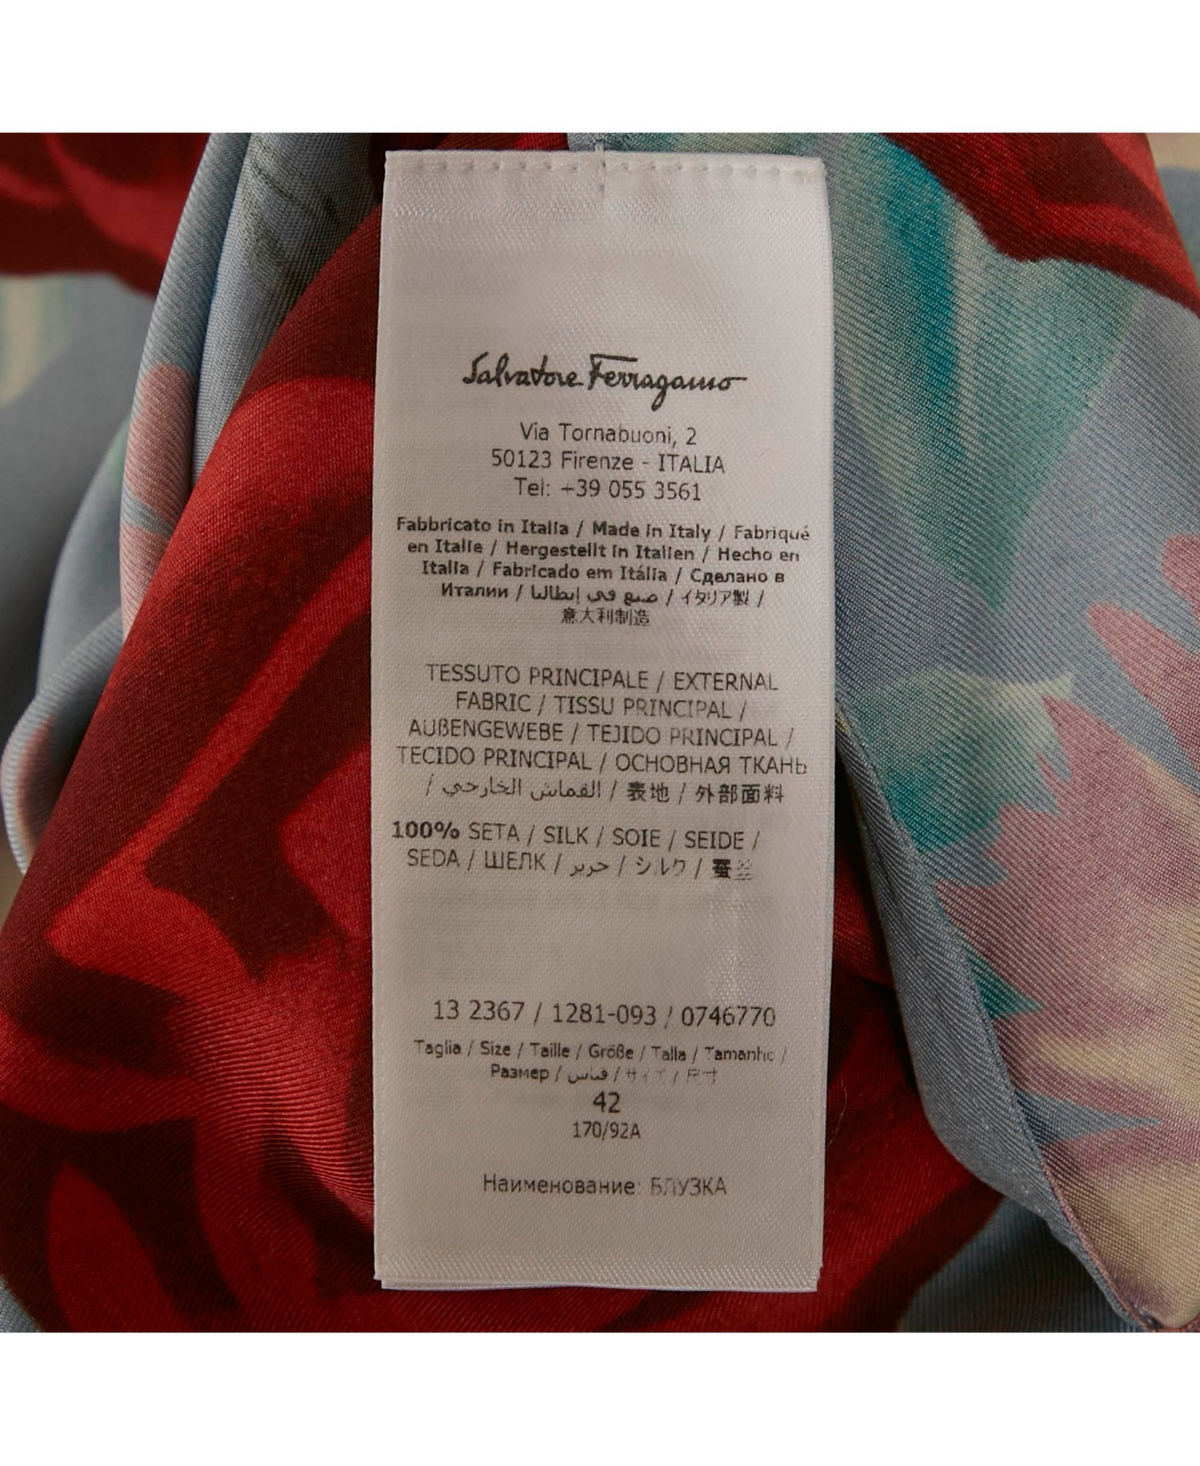 Salvatore Ferragamo
Via Tornabuoni, 2
50123 Firenze - ITALIA
Tel: +39 055 3561
Fabbricato in Italia / Made in Italy / Fabriqué
en Italie / Hergestellt in Italien / Hecho en
Italia / Fabricado em Itália / Сделано в
Италии / صنع في إيطاليا / イタリア製 /
意大利制造
TESSUTO PRINCIPALE / EXTERNAL
FABRIC / TISSU PRINCIPAL /
AUßENGEWEBE / TEJIDO PRINCIPAL /
TECIDO PRINCIPAL / ОСНОВНАЯ ТКАНЬ
/ القماش الخارجي / 表地 / 外部面料
100% SETA / SILK / SOIE / SEIDE /
SEDA / ШЕЛК / حرير / シルク / 蚕丝
13 2367 / 1281-093 / 0746770
Taglia / Size / Taille / Größe / Talla / Tamanho /
Размер / قياس / サイズ / 尺寸
42
170/92A
Наименование: БЛУЗКА